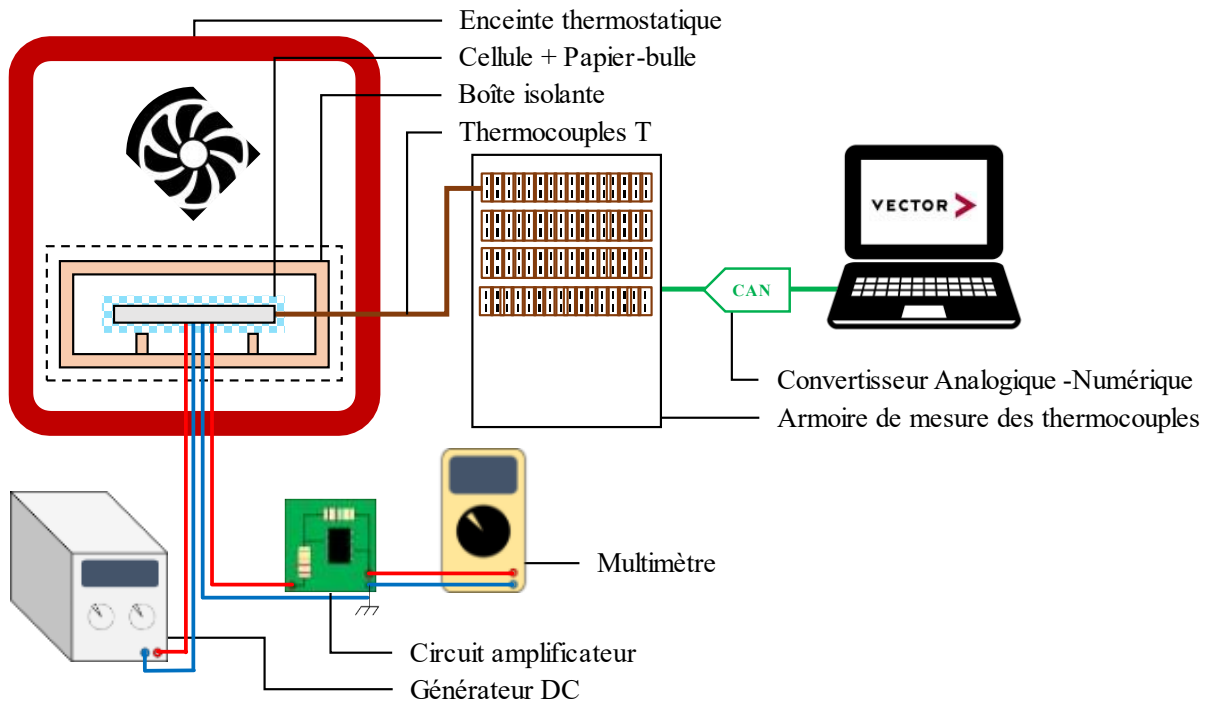 Enceinte thermostatique
Cellule + Papier-bulle
Boîte isolante
Thermocouples T
VECTOR
CAN
Convertisseur Analogique -Numérique
Armoire de mesure des thermocouples
Multimètre
Circuit amplificateur
Générateur DC